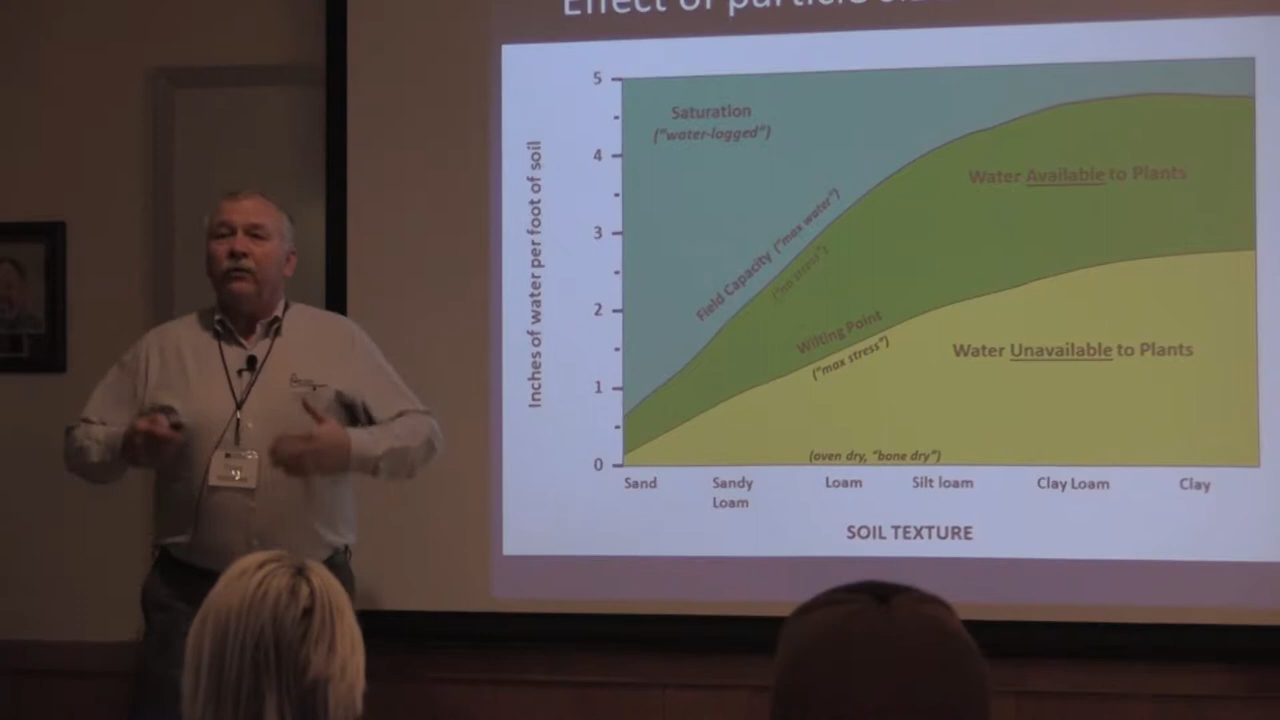 Effect of particle
5
4
3
2
1
0
Inches of water per foot of soil
Saturation
("water-logged")
Field Capacity ("max water")
("no stress")
Wilting Point
("max stress")
Water Available to Plants
Water Unavailable to Plants
(oven dry, "bone dry")
Sand
Sandy
Loam
Loam
Silt loam
Clay Loam
Clay
SOIL TEXTURE